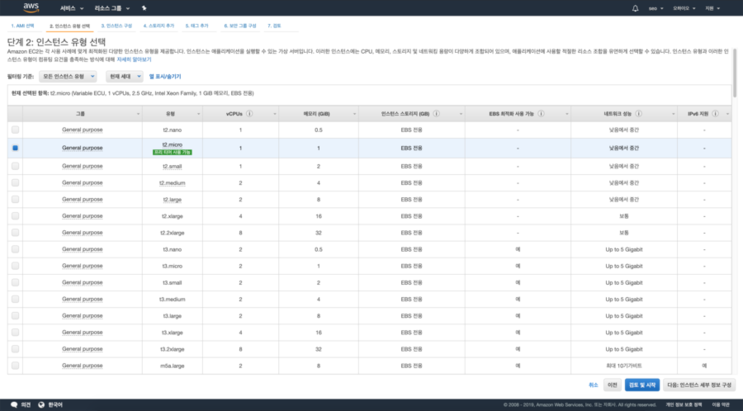 aws 서비스 리소스 그룹 seo 오하이오 지원
1. AMI 선택 2. 인스턴스 유형 선택 3. 인스턴스 구성 4. 스토리지 추가 5. 태그 추가 6. 보안 그룹 구성 7. 검토
단계 2: 인스턴스 유형 선택
Amazon EC2는 각 사용 사례에 맞게 최적화된 다양한 인스턴스 유형을 제공합니다. 인스턴스는 애플리케이션을 실행할 수 있는 가상 서버입니다. 이러한 인스턴스에는 CPU, 메모리, 스토리지 및 네트워킹 용량이 다양하게 조합되어 있으며, 애플리케이션에 사용할 적절한 리소스 조합을 유연하게 선택할 수 있습니다. 인스턴스 유형과 이러한 인
스턴스 유형이 컴퓨팅 요건을 충족하는 방식에 대해 자세히 알아보기
필터링 기준: 모든 인스턴스 유형 현재 세대 열 표시/숨기기
현재 선택된 항목: t2.micro (Variable ECU, 1 vCPUs, 2.5 GHz, Intel Xeon Family, 1 GiB 메모리, EBS 전용)
그룹 유형 vCPUs 메모리 (GiB) 인스턴스 스토리지 (GB) EBS 최적화 사용 가능 네트워크 성능 IPv6 지원
General purpose t2.nano 1 0.5 EBS 전용 - 낮음에서 중간 -
General purpose t2.micro 1 1 EBS 전용 - 낮음에서 중간 -
프리 티어 사용 가능
General purpose t2.small 1 2 EBS 전용 - 낮음에서 중간 -
General purpose t2.medium 2 4 EBS 전용 - 낮음에서 중간 -
General purpose t2.large 2 8 EBS 전용 - 낮음에서 중간 -
General purpose t2.xlarge 4 16 EBS 전용 - 보통 -
General purpose t2.2xlarge 8 32 EBS 전용 - 보통 -
General purpose t3.nano 2 0.5 EBS 전용 예 Up to 5 Gigabit -
General purpose t3.micro 2 1 EBS 전용 예 Up to 5 Gigabit -
General purpose t3.small 2 2 EBS 전용 예 Up to 5 Gigabit -
General purpose t3.medium 2 4 EBS 전용 예 Up to 5 Gigabit -
General purpose t3.large 2 8 EBS 전용 예 Up to 5 Gigabit -
General purpose t3.xlarge 4 16 EBS 전용 예 Up to 5 Gigabit -
General purpose t3.2xlarge 8 32 EBS 전용 예 Up to 5 Gigabit -
General purpose m5a.large 2 8 EBS 전용 예 최대 10기가비트 예
취소 이전 검토 및 시작 다음: 인스턴스 세부 정보 구성
의견 한국어 © 2008 - 2019, Amazon Web Services, Inc. 또는 계열사. All rights reserved. 개인 정보 보호 정책 이용 약관